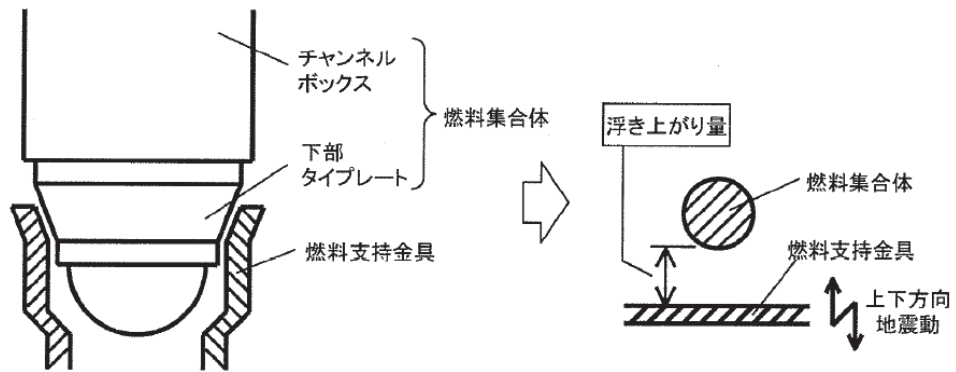 チャンネル
ボックス
燃料集合体
下部
タイプレート
燃料支持金具
浮き上がり量
燃料集合体
燃料支持金具
上下方向
地震動